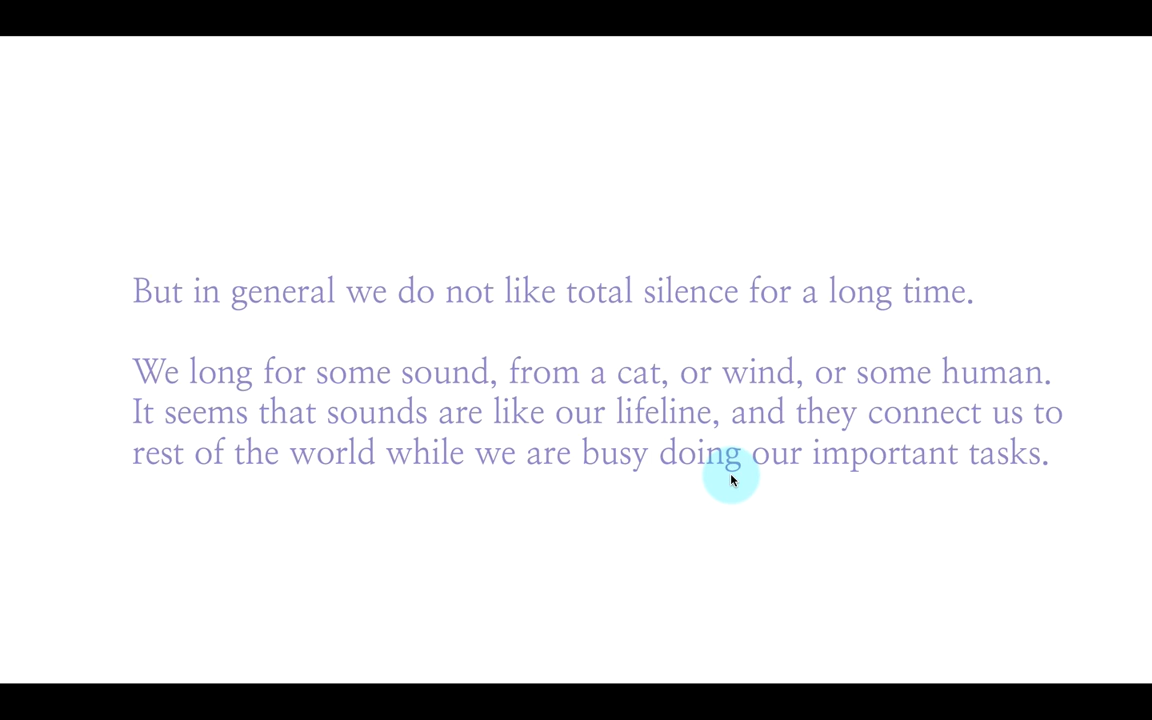 But in general we do not like total silence for a long time.
We long for some sound, from a cat, or wind, or some human.
It seems that sounds are like our lifeline, and they connect us to
rest of the world while we are busy doing our important tasks.